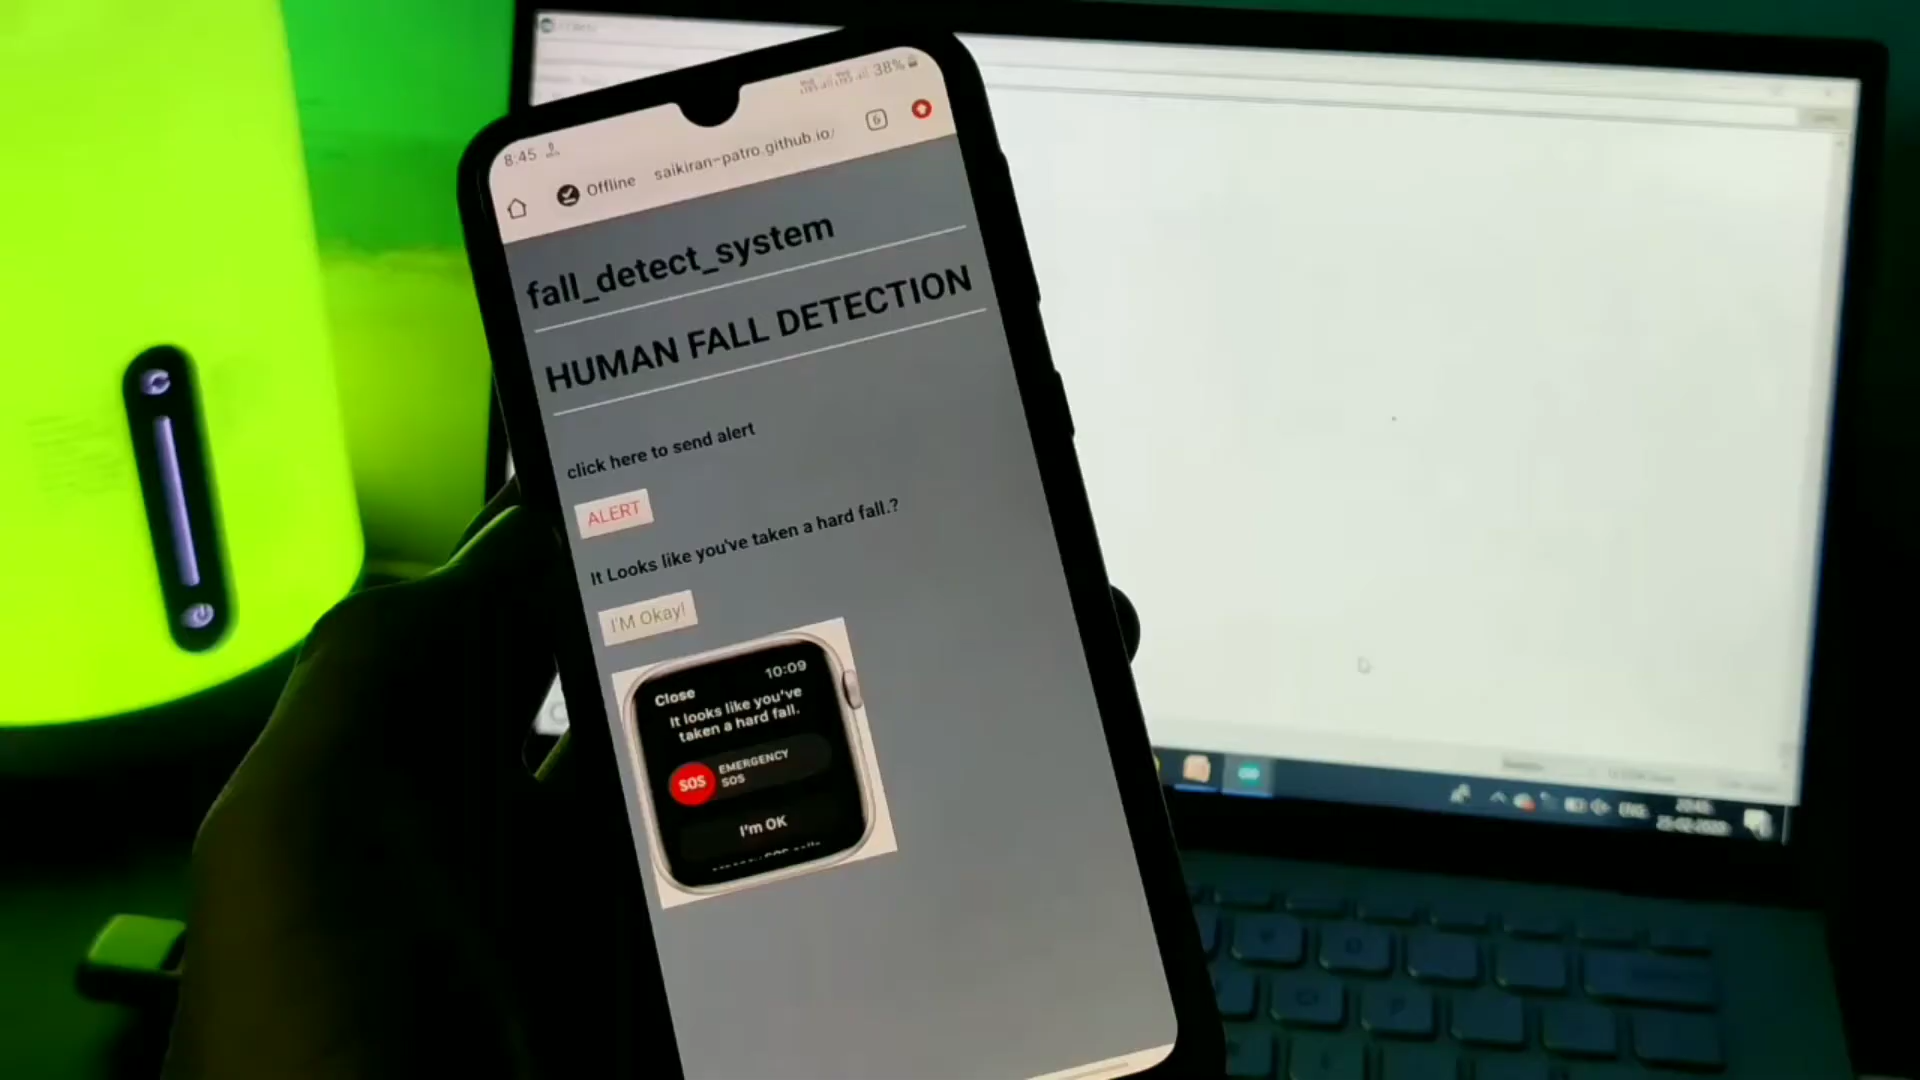 8:45
38%
Offline saikiran-patro.github.io/
6
fall_detect_system
HUMAN FALL DETECTION
click here to send alert
ALERT
It Looks like you've taken a hard fall.?
I'M Okay!
10:09
Close
It looks like you've
taken a hard fall.
SOS
EMERGENCY
SOS
I'm OK
ENG